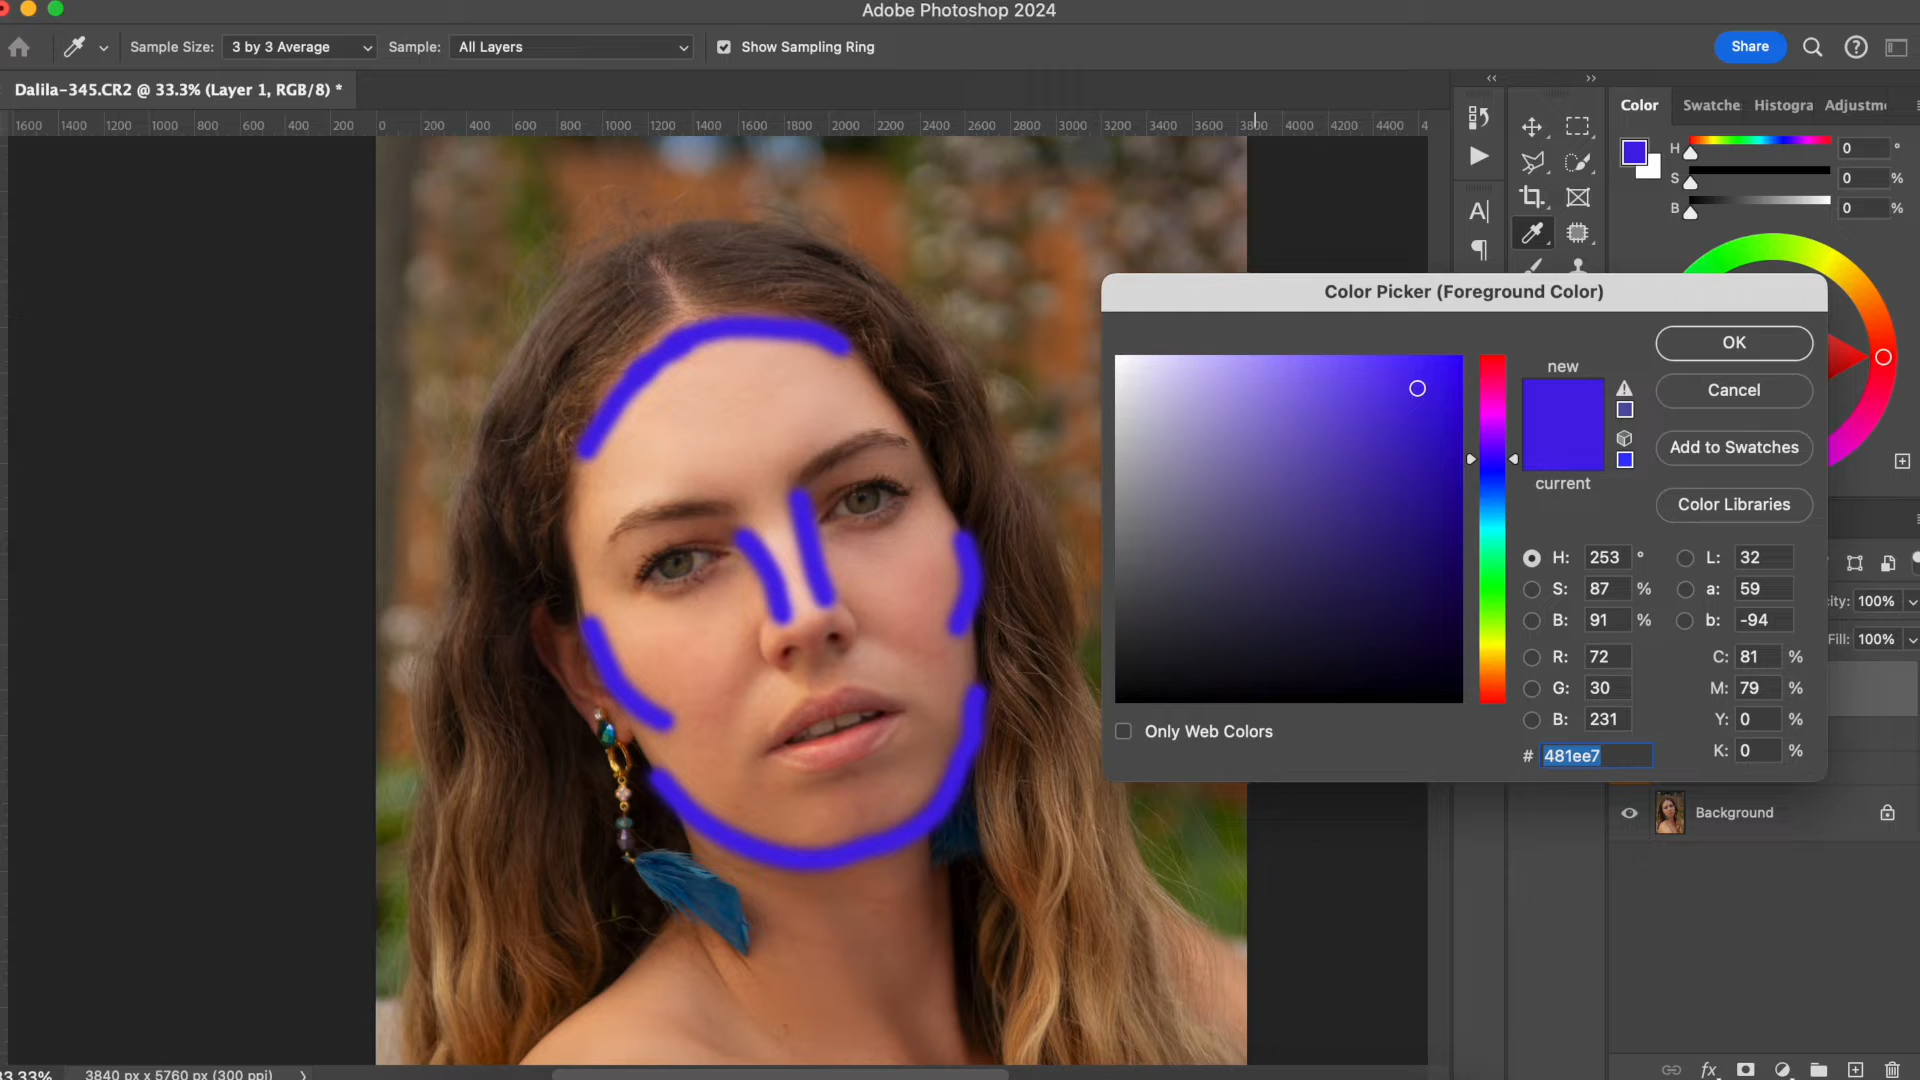 Adobe Photoshop 2024
Sample Size: 3 by 3 Average Sample: All Layers Show Sampling Ring Share
Dalila-345.CR2 @ 33.3% (Layer 1, RGB/8) *
Color Swatche Histogra Adjustm
1600 1400 1200 1000 800 600 400 200 0 200 400 600 800 1000 1200 1400 1600 1800 2000 2200 2400 2600 2800 3000 3200 3400 3600 3800 4000 4200 4400 4
H 0 °
S 0 %
B 0 %
Color Picker (Foreground Color)
new
current
OK
Cancel
Add to Swatches
Color Libraries
H: 253 ° L: 32
S: 87 % a: 59
B: 91 % b: -94
R: 72 C: 81 %
G: 30 M: 79 %
B: 231 Y: 0 %
K: 0 %
Only Web Colors
# 481ee7
city: 100%
Fill: 100%
Background
33.33% 3840 px x 5760 px (300 ppi)
fx